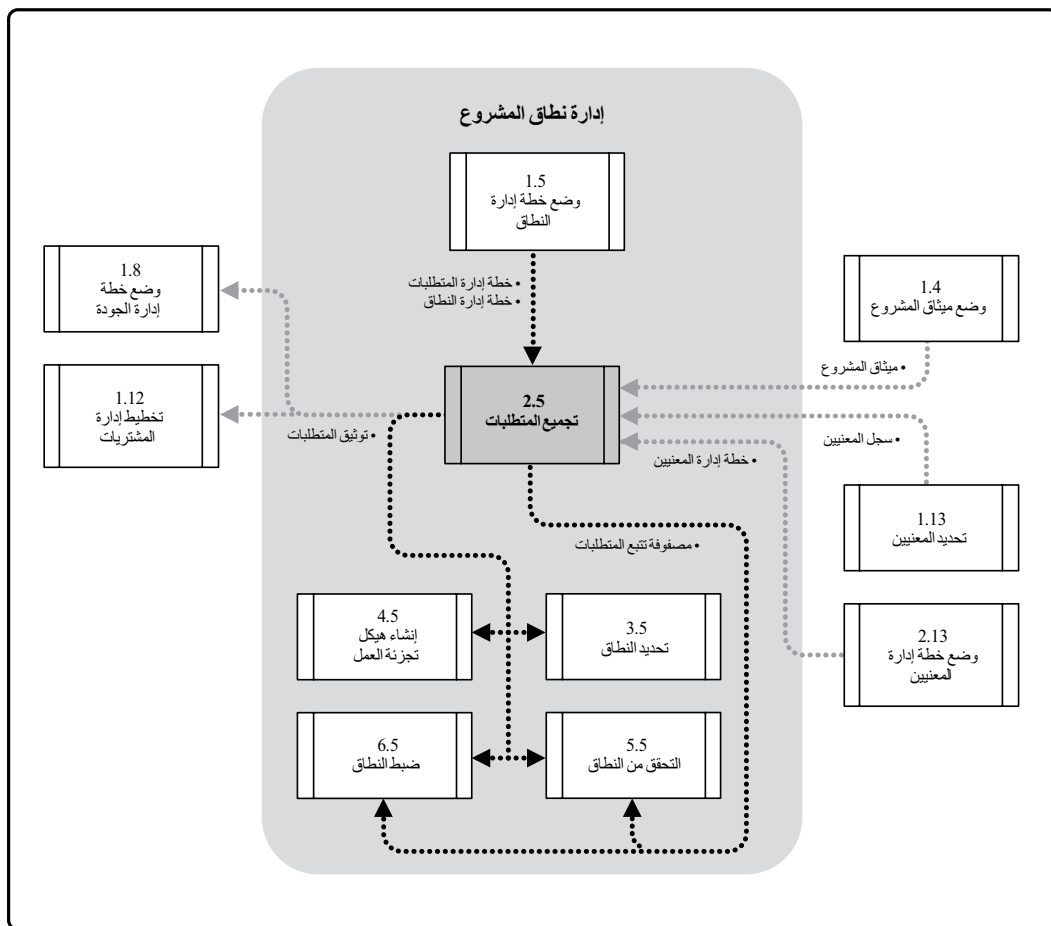 إدارة نطاق المشروع
1.5
وضع خطة إدارة
النطاق
• خطة إدارة المتطلبات
• خطة إدارة النطاق
1.4
وضع ميثاق المشروع
• ميثاق المشروع
1.8
وضع خطة
إدارة الجودة
2.5
تجميع المتطلبات
• سجل المعنيين
• خطة إدارة المعنيين
1.12
تخطيط إدارة
المشتريات
• توثيق المتطلبات
1.13
تحديد المعنيين
• مصفوفة تتبع المتطلبات
3.5
تحديد النطاق
4.5
إنشاء هيكل
تجزئة العمل
2.13
وضع خطة إدارة
المعنيين
5.5
التحقق من النطاق
6.5
ضبط النطاق